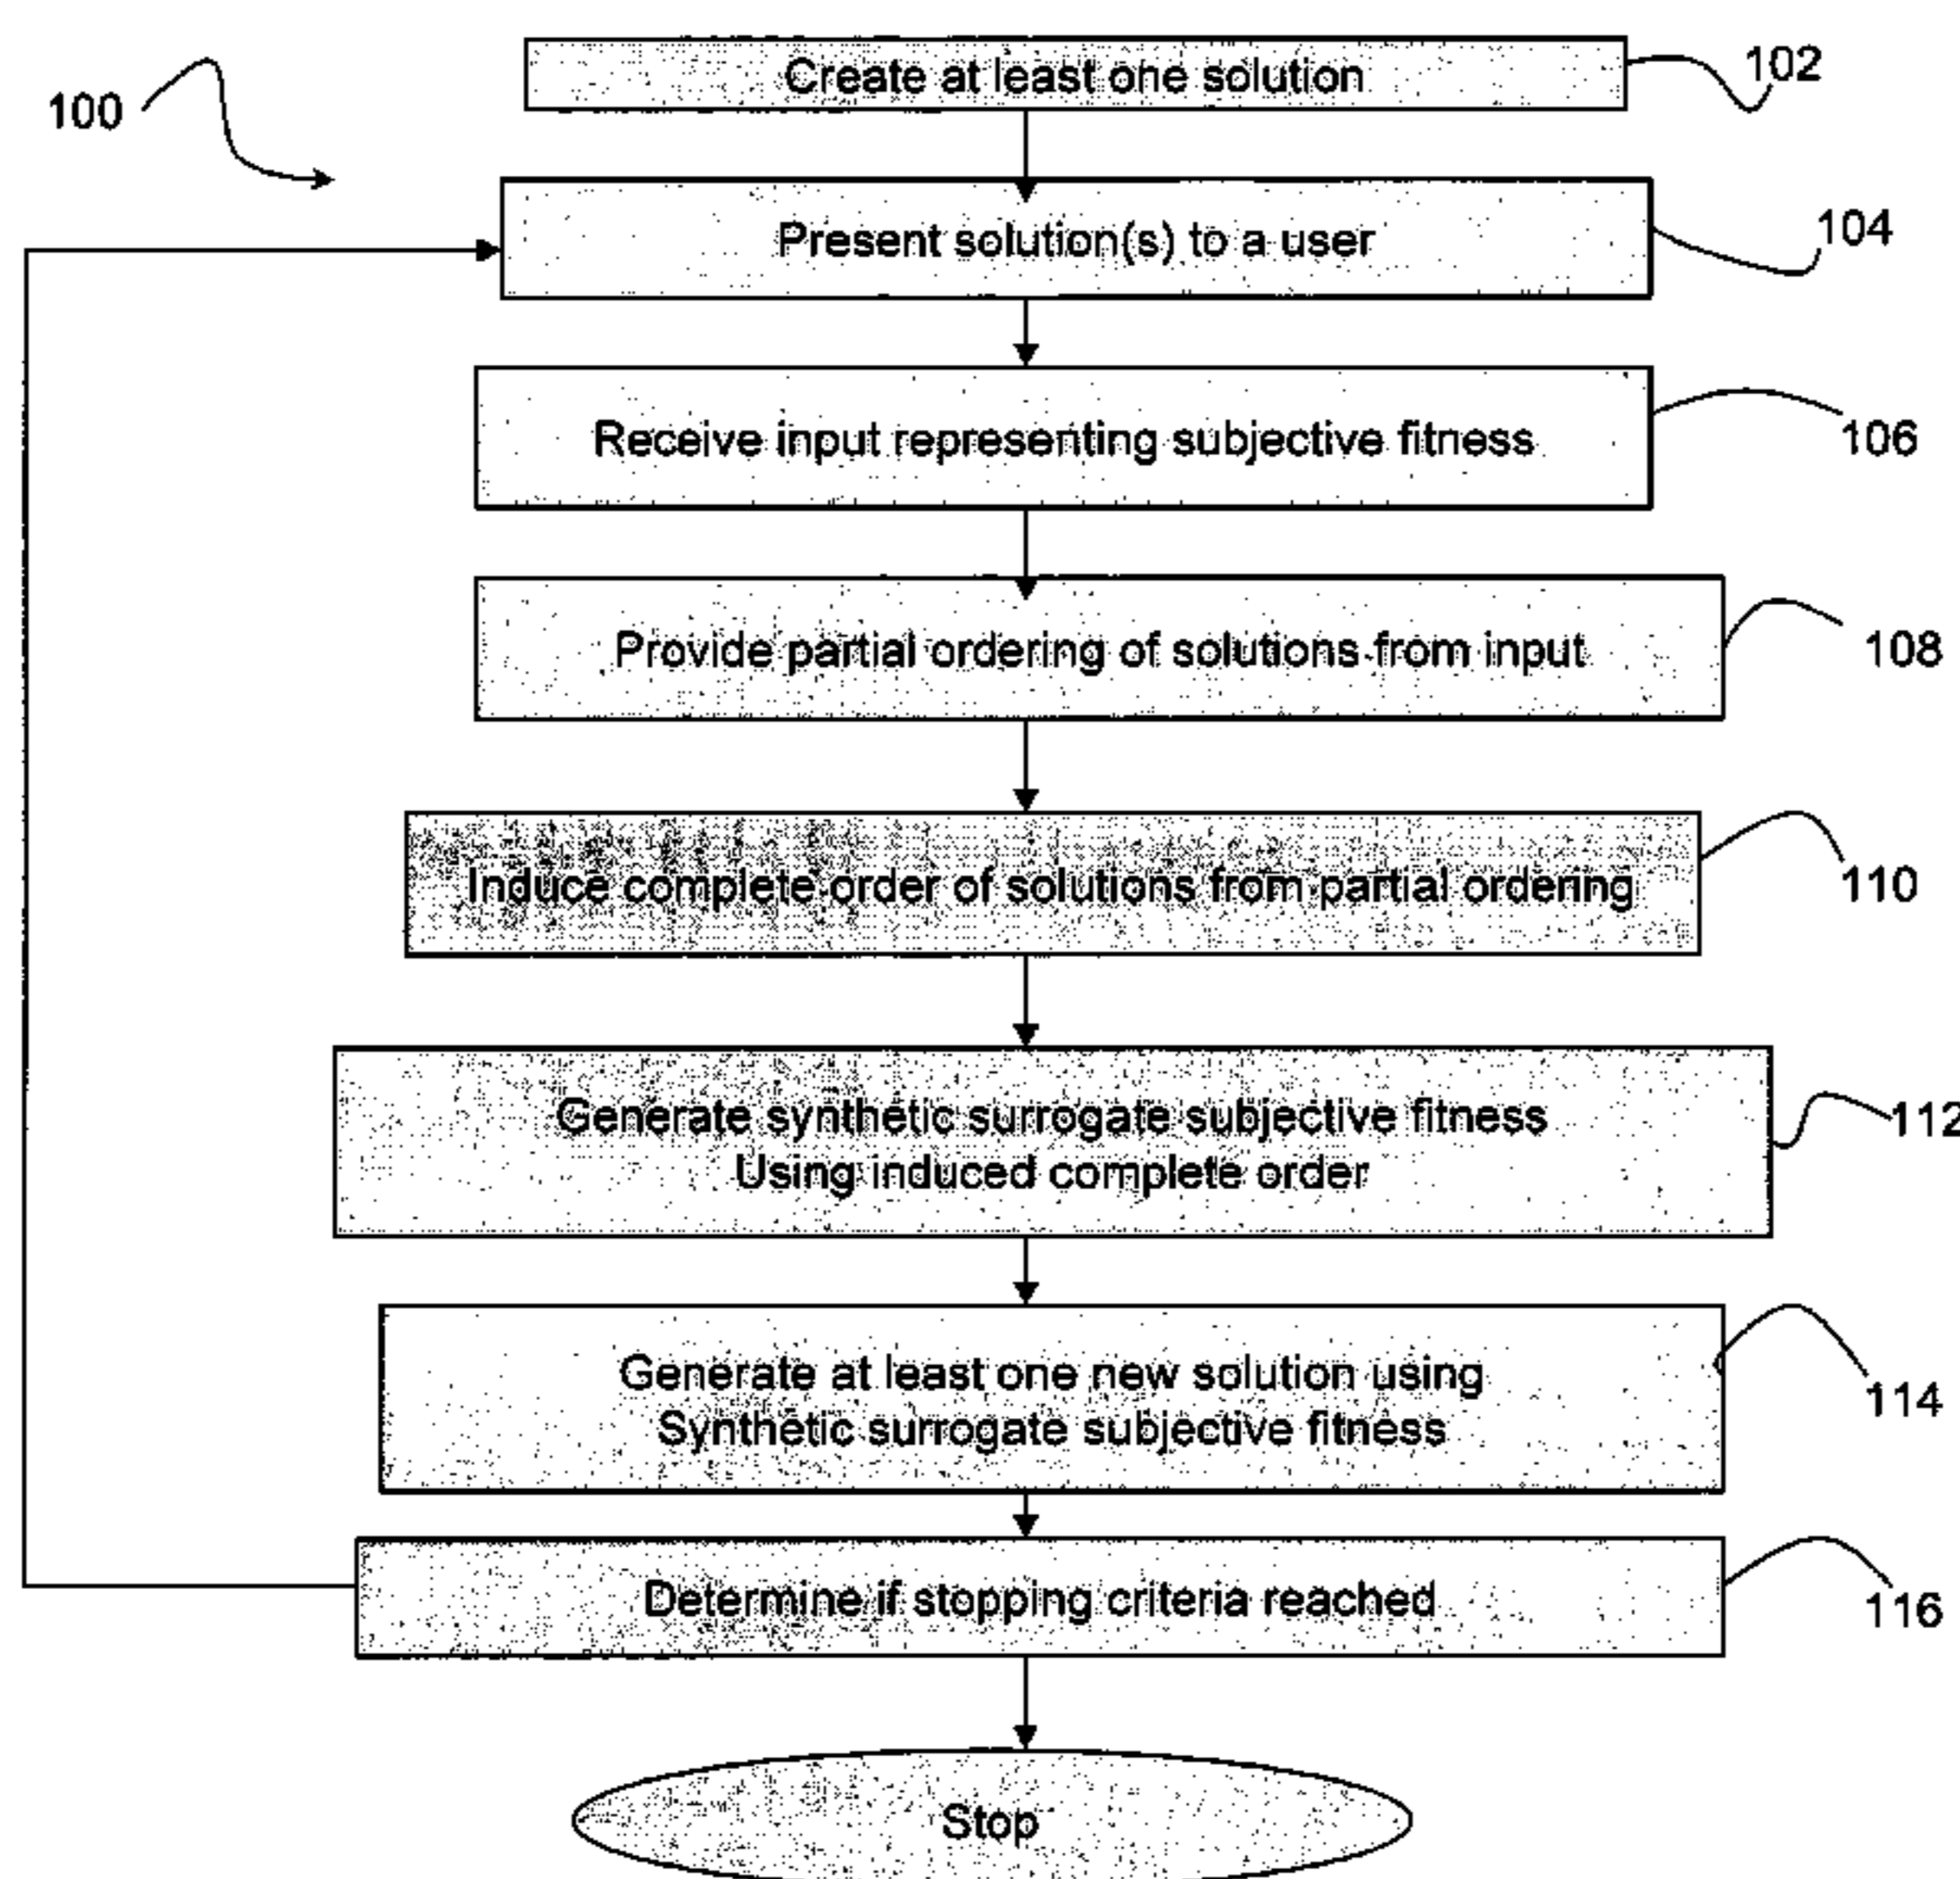 Create at least one solution
102
100
Present solution(s) to a user
104
Receive input representing subjective fitness
106
Provide partial ordering of solutions from input
108
Induce complete order of solutions from partial ordering
110
Generate synthetic surrogate subjective fitness
Using induced complete order
112
Generate at least one new solution using
Synthetic surrogate subjective fitness
114
Determine if stopping criteria reached
116
Stop